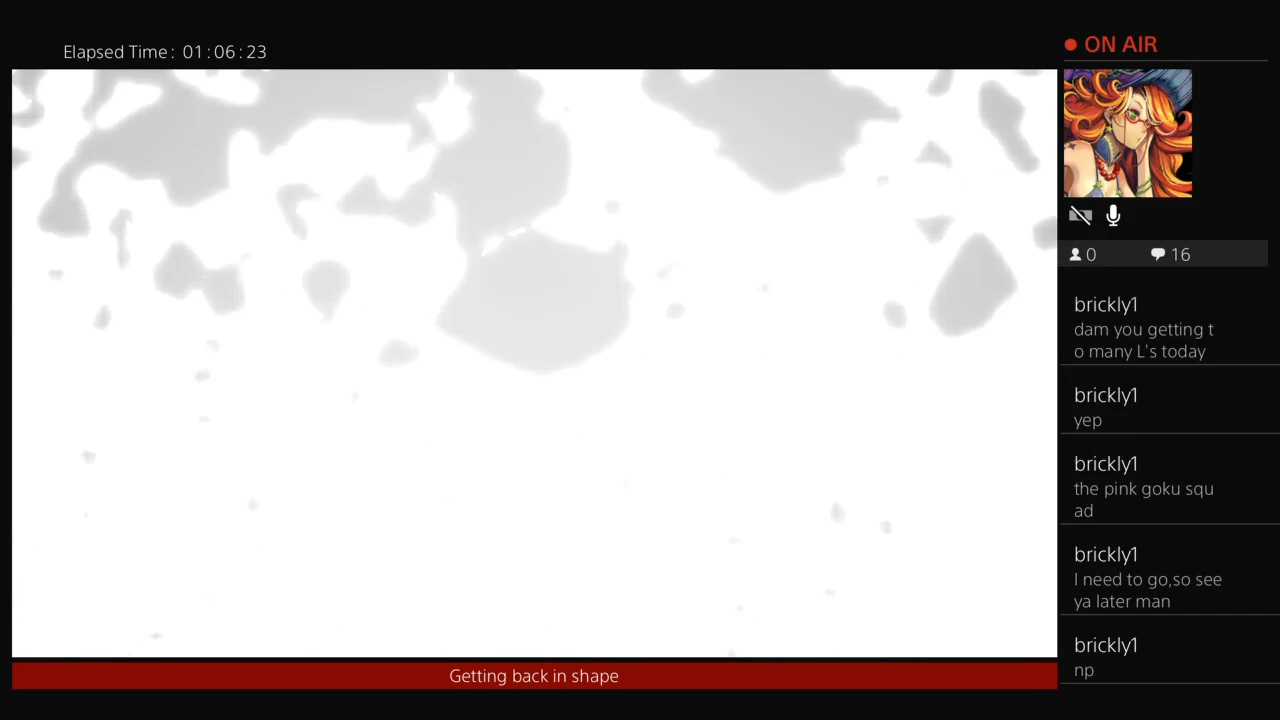 Elapsed Time: 01:06:23
ON AIR
0 16
brickly1
dam you getting t
o many L's today
brickly1
yep
brickly1
the pink goku squ
ad
brickly1
I need to go,so see
ya later man
brickly1
np
Getting back in shape